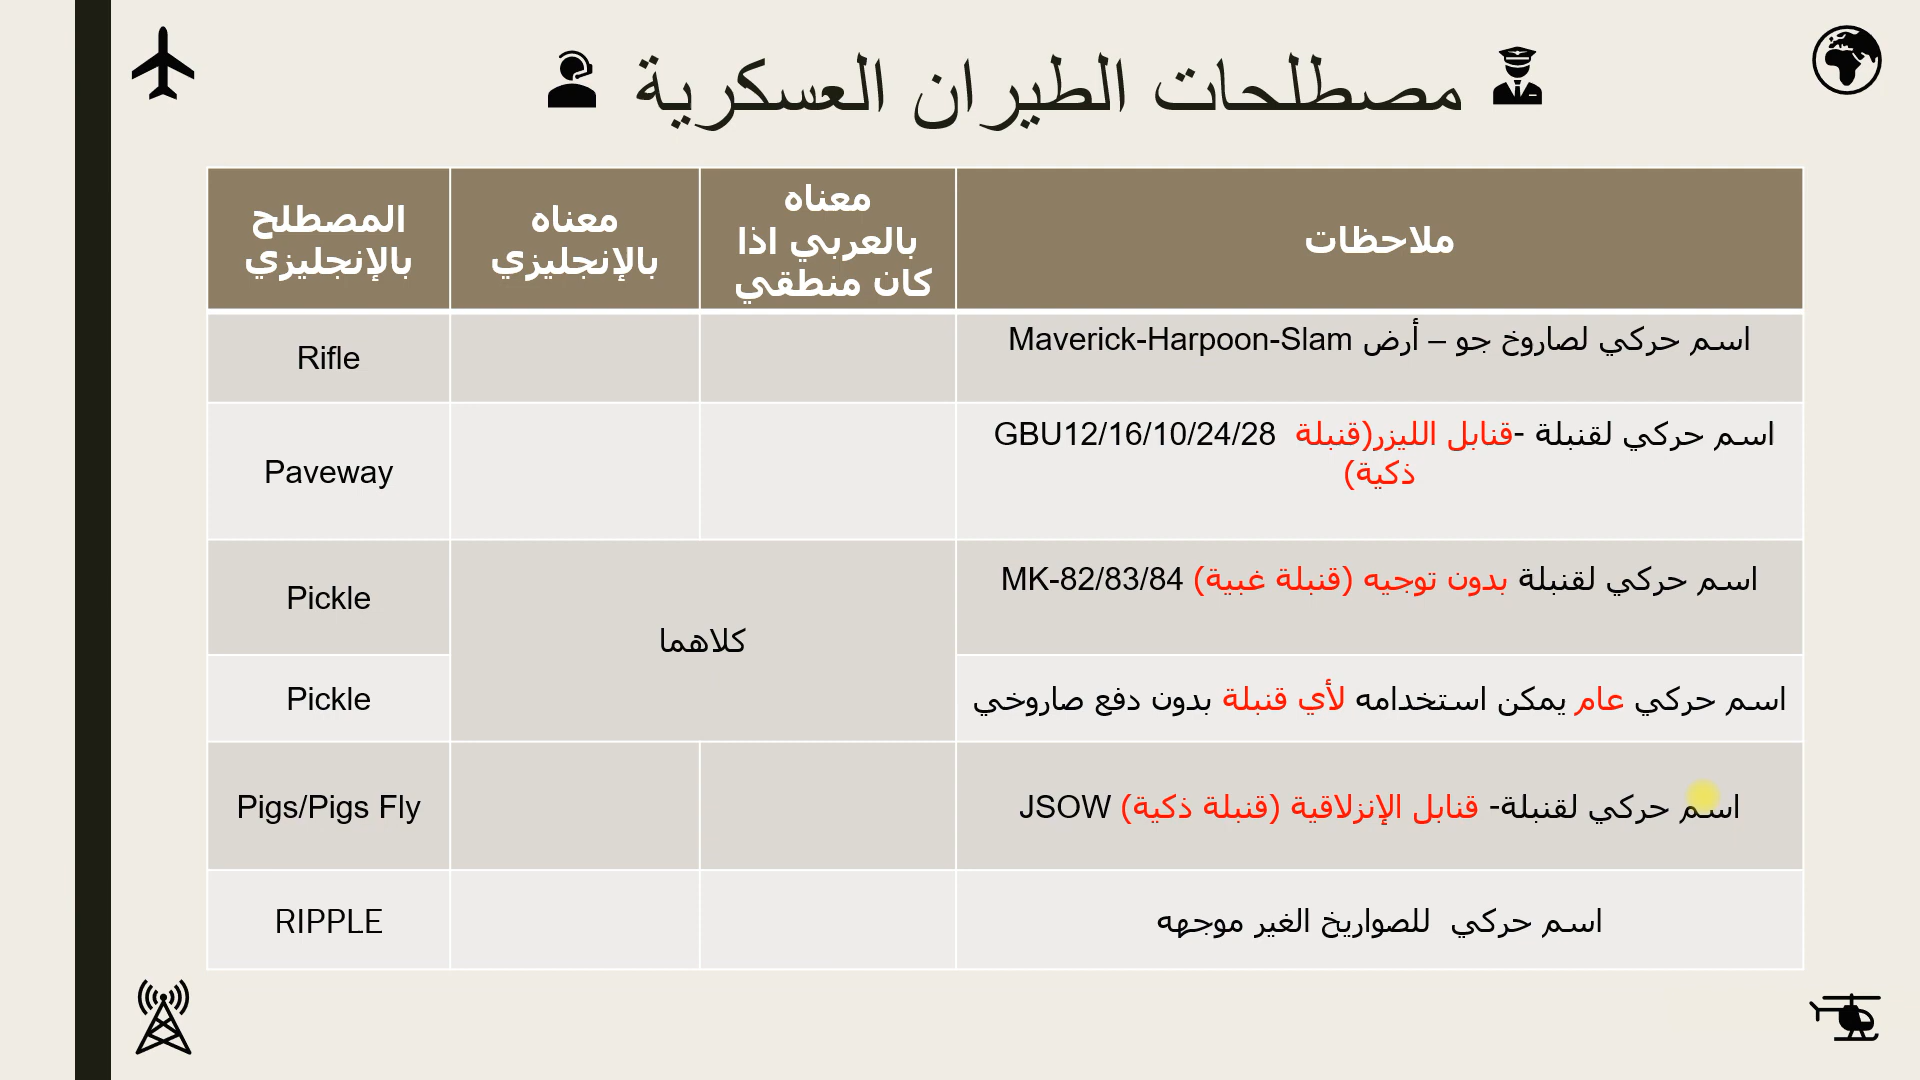 مصطلحات الطيران العسكرية
المصطلح
بالإنجليزي
معناه
بالإنجليزي
معناه
بالعربي اذا
كان منطقي
ملاحظات
Rifle
اسم حركي لصاروخ جو – أرض Maverick-Harpoon-Slam
Paveway
اسم حركي لقنبلة -قنابل الليزر(قنبلة GBU12/16/10/24/28
ذكية)
Pickle
كلاهما
اسم حركي لقنبلة بدون توجيه (قنبلة غبية) MK-82/83/84
Pickle
اسم حركي عام يمكن استخدامه لأي قنبلة بدون دفع صاروخي
Pigs/Pigs Fly
اسم حركي لقنبلة- قنابل الإنزلاقية (قنبلة ذكية) JSOW
RIPPLE
اسم حركي للصواريخ الغير موجهه